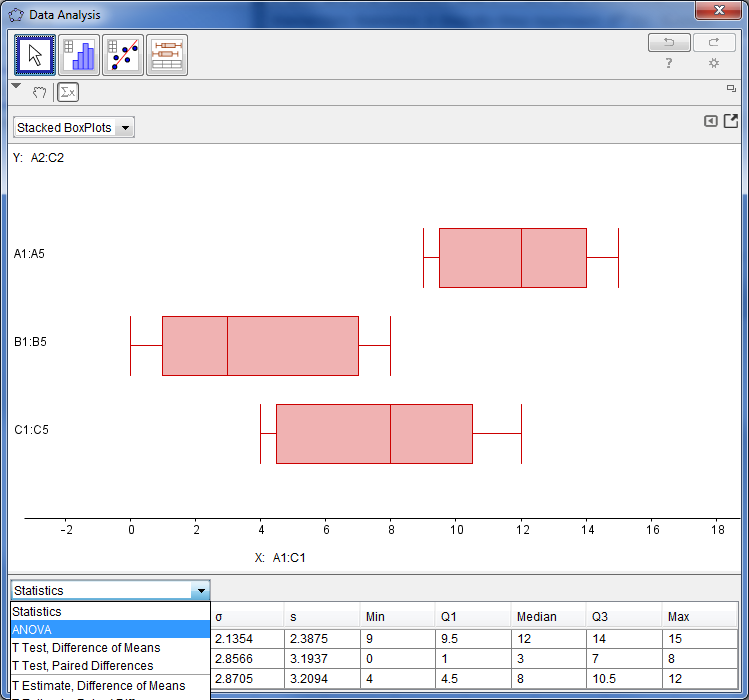 Data Analysis
Σx
Stacked BoxPlots
Y: A2:C2
A1:A5
B1:B5
C1:C5
-2 0 2 4 6 8 10 12 14 16 18
X: A1:C1
Statistics
Statistics
ANOVA
T Test, Difference of Means
T Test, Paired Differences
T Estimate, Difference of Means
σ s Min Q1 Median Q3 Max
2.1354 2.3875 9 9.5 12 14 15
2.8566 3.1937 0 1 3 7 8
2.8705 3.2094 4 4.5 8 10.5 12